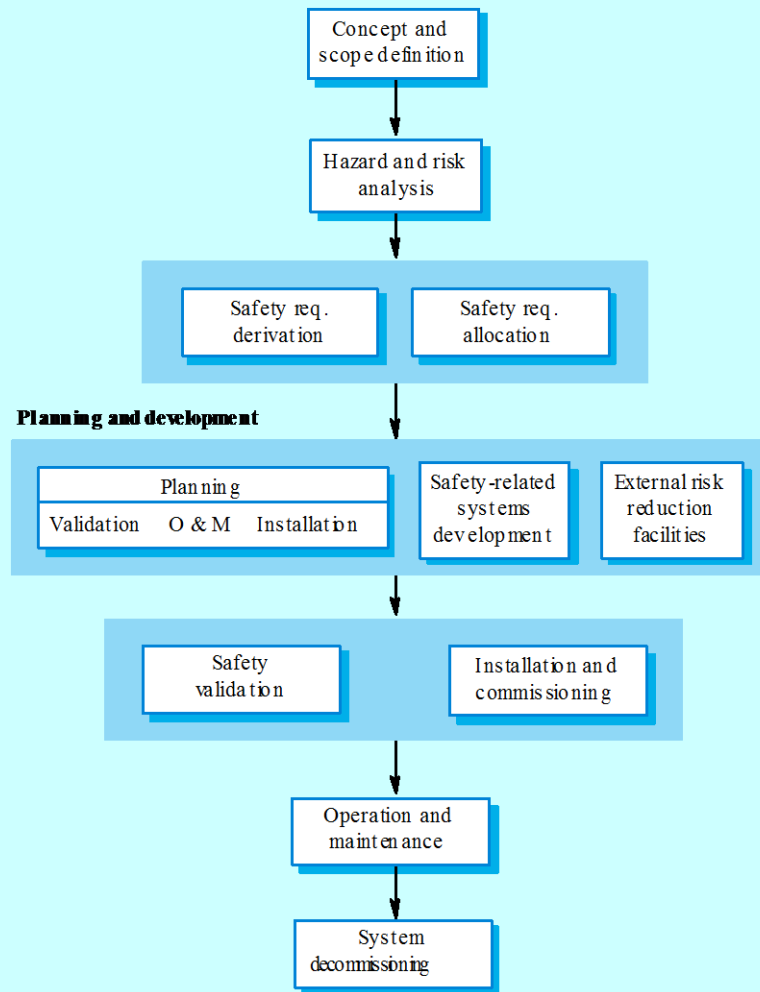 Concept and
scope definition
Hazard and risk
analysis
Safety req.
derivation
Safety req.
allocation
Planning and development
Planning
Validation O & M Installation
Safety-related
systems
development
External risk
reduction
facilities
Safety
validation
Installation and
commissioning
Operation and
maintenance
System
decommissioning